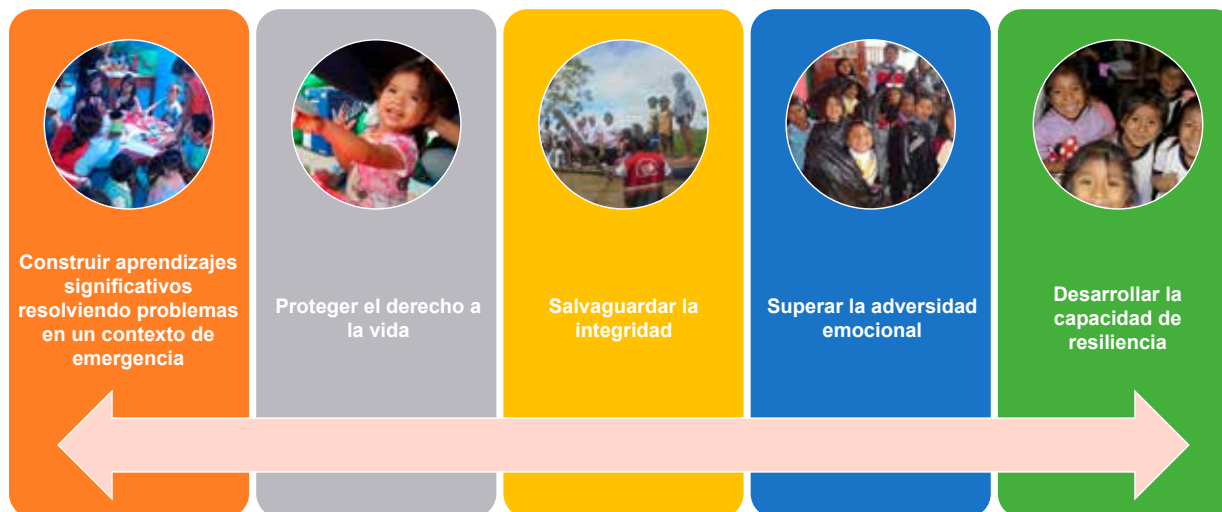 Construir aprendizajes
significativos
resolviendo problemas
en un contexto de
emergencia
Proteger el derecho a
la vida
Salvaguardar la
integridad
Superar la adversidad
emocional
Desarrollar la
capacidad de
resiliencia